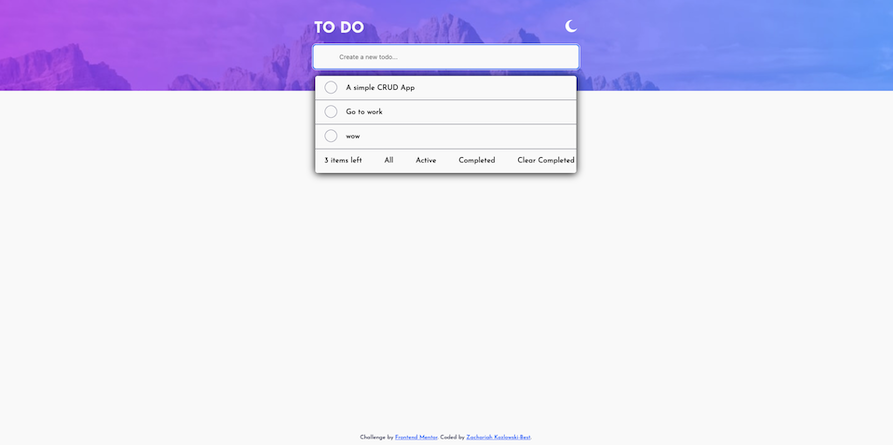 TO DO
Create a new todo...
A simple CRUD App
Go to work
wow
3 items left All Active Completed Clear Completed
Challenge by Frontend Mentor. Coded by Zachariah Kozlowski Best.